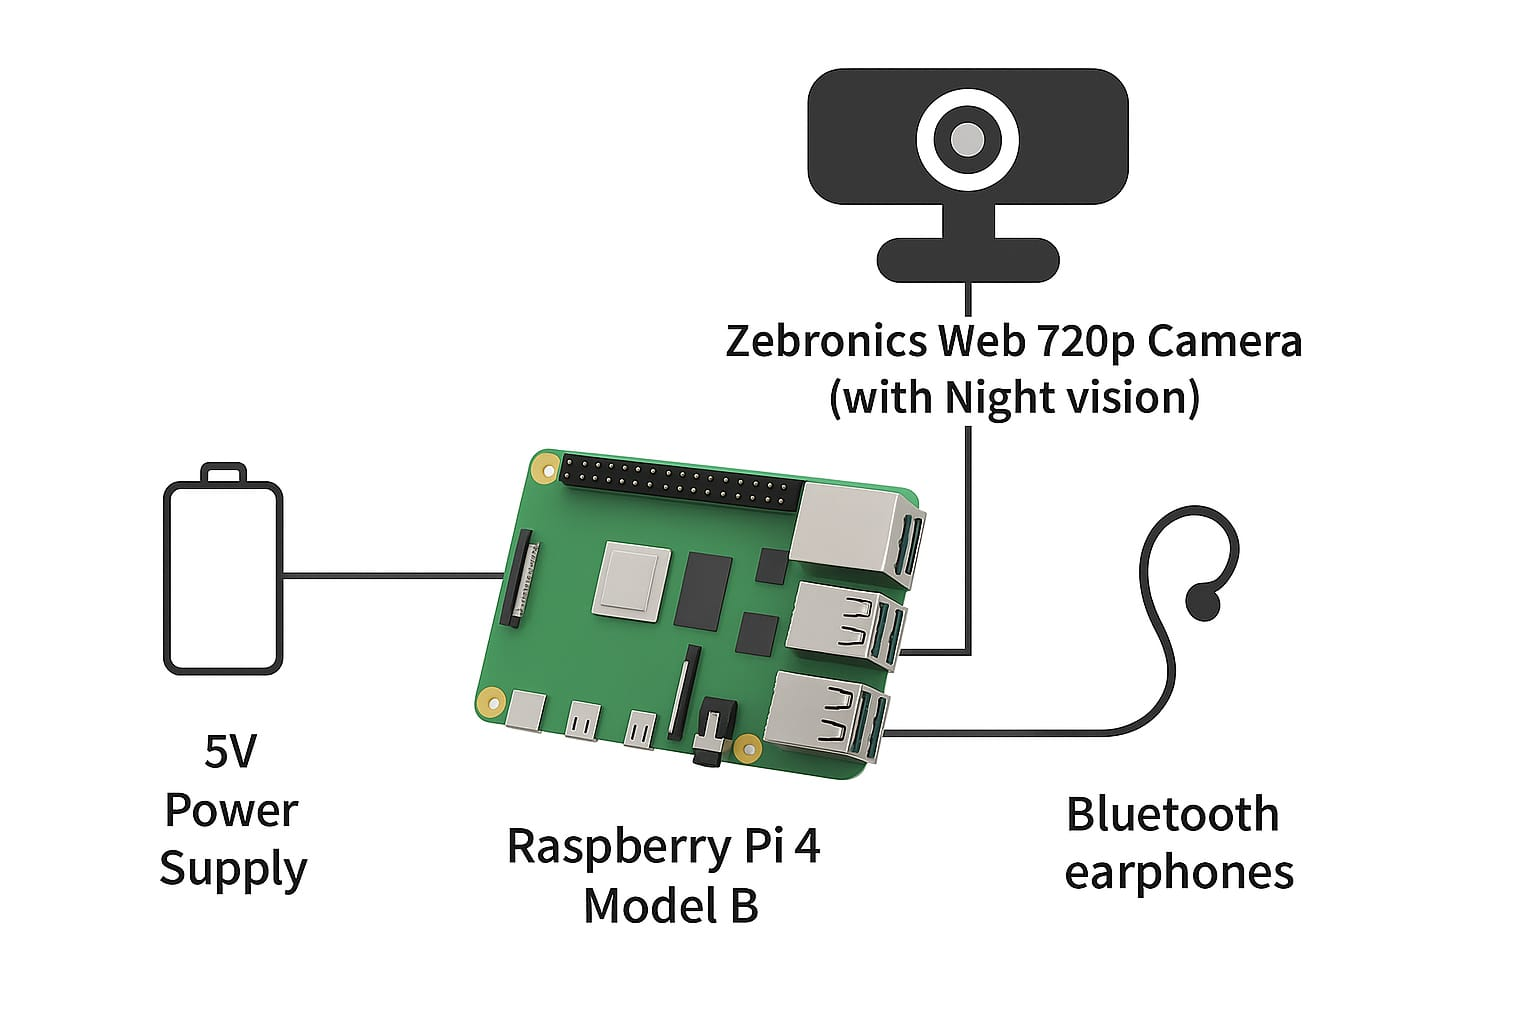 Zebronics Web 720p Camera
(with Night vision)
5V
Power
Supply
Raspberry Pi 4
Model B
Bluetooth
earphones